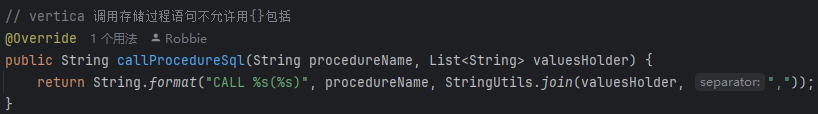 // vertica 调用存储过程语句不允许用{}包括
@Override 1 个用法 Robbie
public String callProcedureSql(String procedureName, List<String> valuesHolder) {
    return String.format("CALL %s(%s)", procedureName, StringUtils.join(valuesHolder, separator: ","));
}